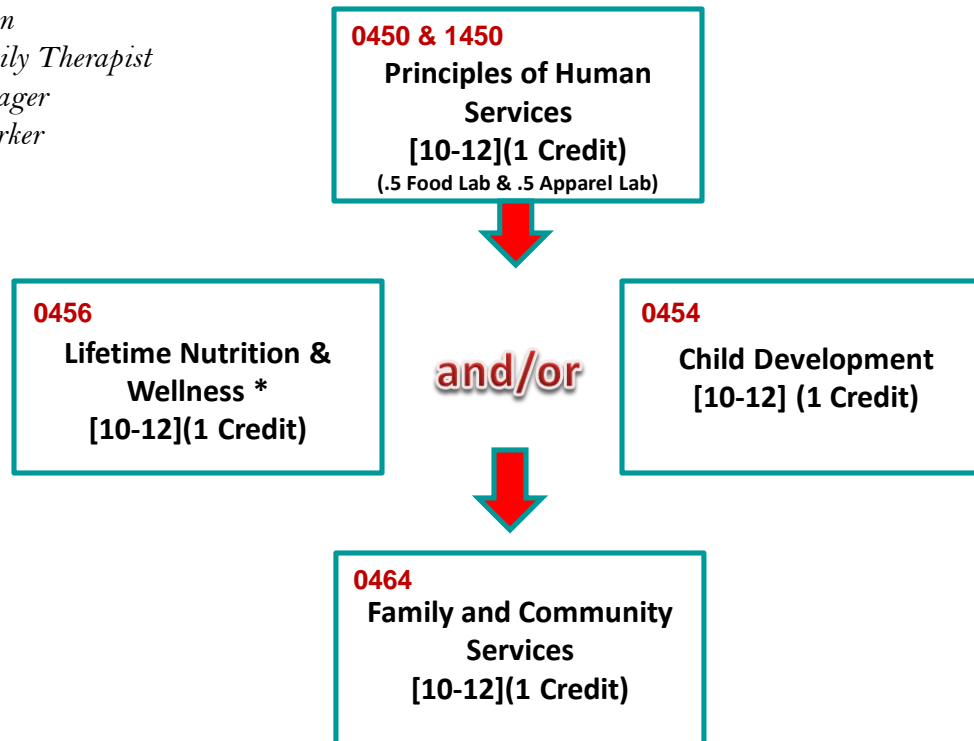 0450 & 1450
Principles of Human
Services
[10-12](1 Credit)
(.5 Food Lab & .5 Apparel Lab)
Therapist
0456
Lifetime Nutrition &
Wellness *
[10-12](1 Credit)
and/or
0454
Child Development
[10-12] (1 Credit)
0464
Family and Community
Services
[10-12](1 Credit)